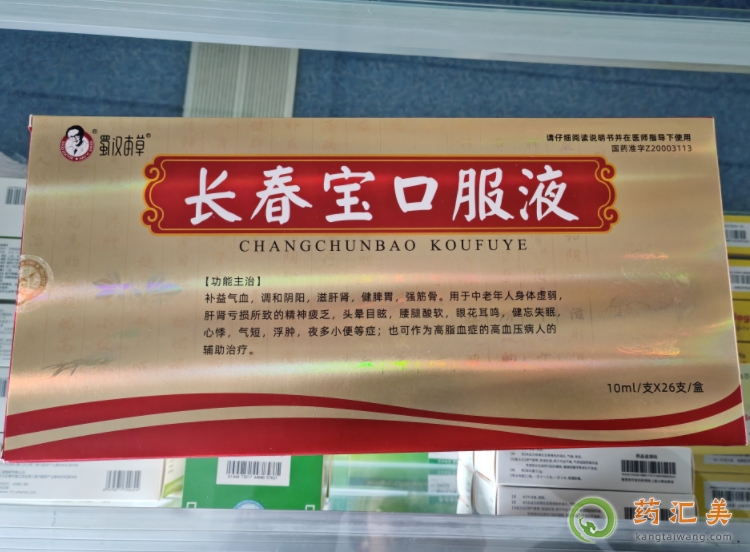 蜀汉本草®
请仔细阅读说明书并在医师指导下使用
国药准字Z20003113
长春宝口服液
CHANGCHUNBAO KOUFUYE
【功能主治】
补益气血，调和阴阳，滋肝肾，健脾胃，强筋骨。用于中老年人身体虚弱，
肝肾亏损所致的精神疲乏，头晕目眩，腰腿酸软，眼花耳鸣，健忘失眠，
心悸，气短，浮肿，夜多小便等症；也可作为高脂血症的高血压病人的
辅助治疗。
10ml/支X26支/盒
药汇美
kangtaiwang.com